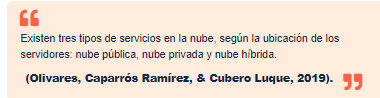 Existen tres tipos de servicios en la nube, según la ubicación de los
servidores: nube pública, nube privada y nube híbrida.
(Olivares, Caparrós Ramírez, & Cubero Luque, 2019).